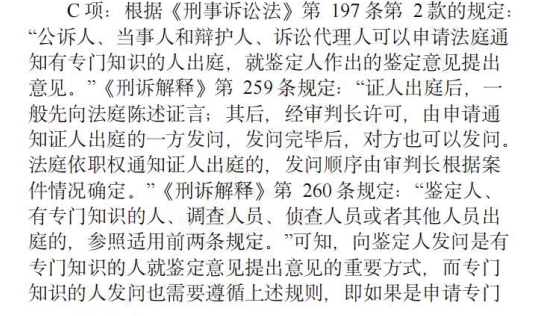 C项：根据《刑事诉讼法》第 197 条第 2 款的规定：
“公诉人、当事人和辩护人、诉讼代理人可以申请法庭通
知有专门知识的人出庭，就鉴定人作出的鉴定意见提出
意见。”《刑诉解释》第 259 条规定：“证人出庭后，一
般先向法庭陈述证言；其后，经审判长许可，由申请通
知证人出庭的一方发问，发问完毕后，对方也可以发问。
法庭依职权通知证人出庭的，发问顺序由审判长根据案
件情况确定。”《刑诉解释》第 260 条规定：“鉴定人、
有专门知识的人、调查人员、侦查人员或者其他人员出
庭的，参照适用前两条规定。”可知，向鉴定人发问是有
专门知识的人就鉴定意见提出意见的重要方式，而专门
知识的人发问也需要遵循上述规则，即如果是申请专门